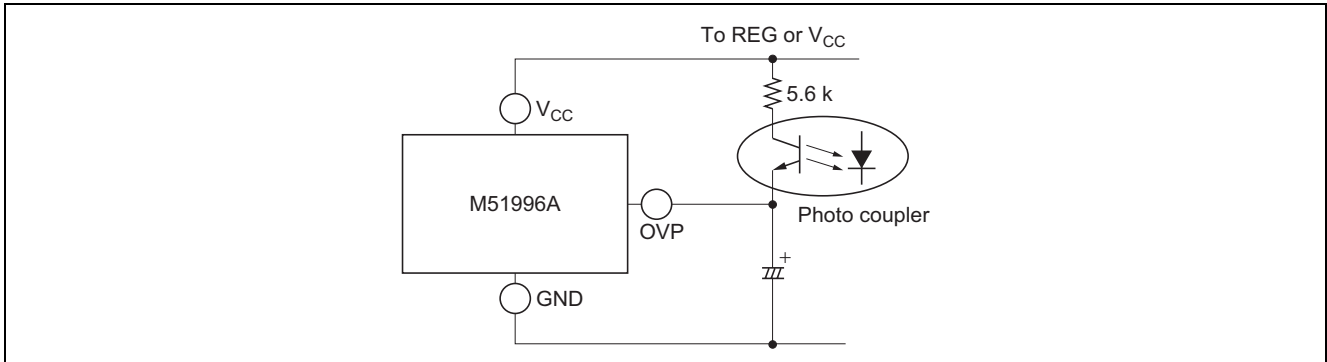 To REG or VCC
5.6 k
VCC
M51996A
OVP
Photo coupler
+
GND